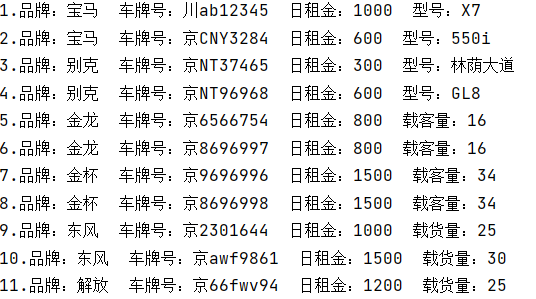 1.品牌：宝马  车牌号：川ab12345  日租金：1000  型号：X7
2.品牌：宝马  车牌号：京CNY3284  日租金：600  型号：550i
3.品牌：别克  车牌号：京NT37465  日租金：300  型号：林荫大道
4.品牌：别克  车牌号：京NT96968  日租金：600  型号：GL8
5.品牌：金龙  车牌号：京6566754  日租金：800  载客量：16
6.品牌：金龙  车牌号：京8696997  日租金：800  载客量：16
7.品牌：金杯  车牌号：京9696996  日租金：1500  载客量：34
8.品牌：金杯  车牌号：京8696998  日租金：1500  载客量：34
9.品牌：东风  车牌号：京2301644  日租金：1000  载货量：25
10.品牌：东风  车牌号：京awf9861  日租金：1500  载货量：30
11.品牌：解放  车牌号：京66fwv94  日租金：1200  载货量：25